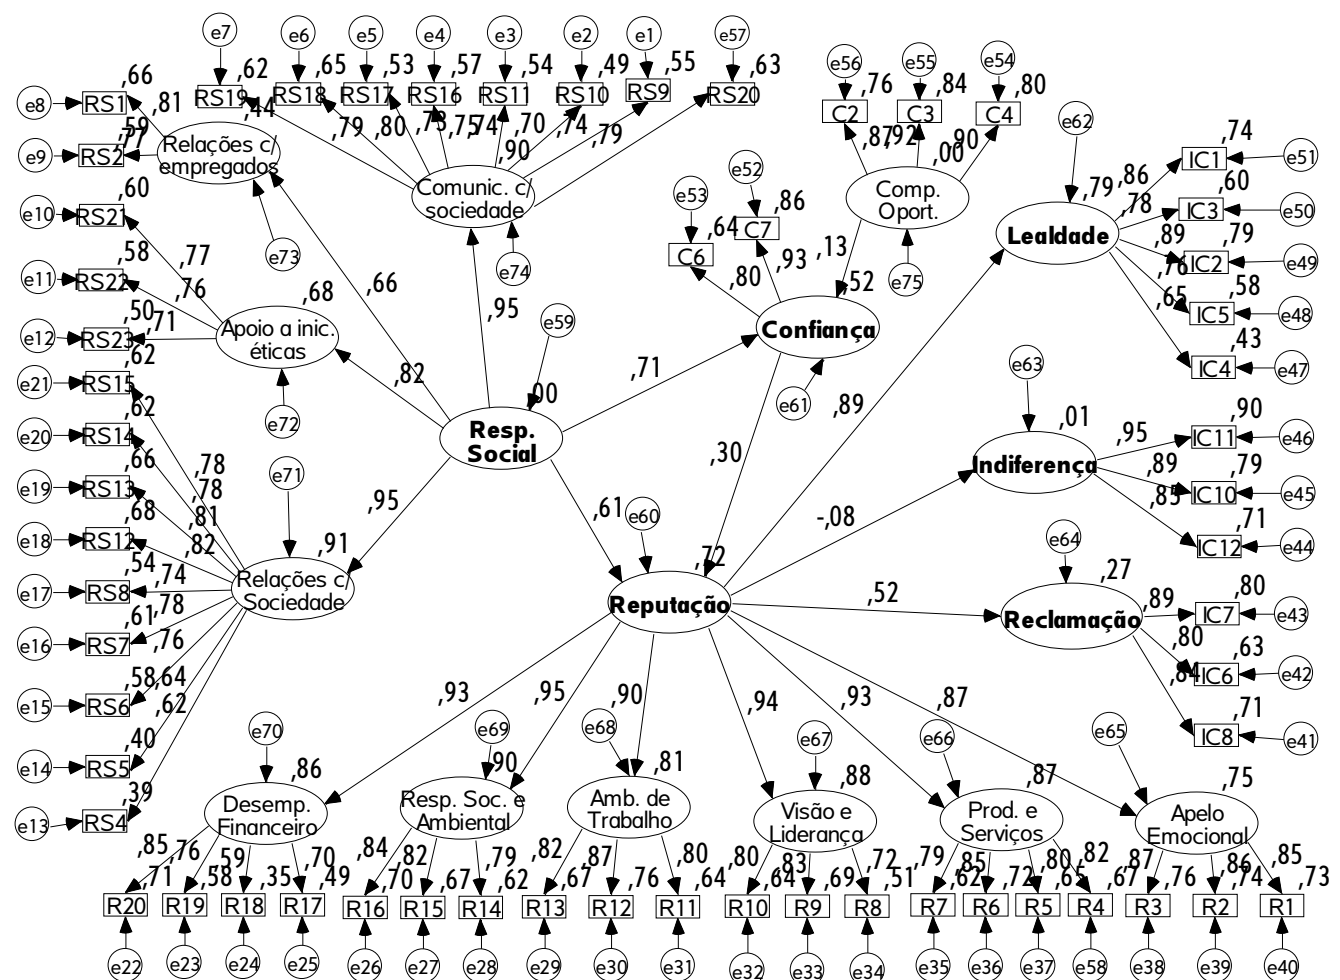 e7
e6
e5
e4
e3
e2
e1
e57
,62
,65
,53
,57
,54
,49
,55
,63
RS19
RS18
RS17
RS16
RS11
RS10
RS9
RS20
,79
,80
,73
,75
,74
,70
,74
,79
e8
RS1
,66
,81
e9
RS2
,59
,77
,44
Relações c/
empregados
e73
,90
Comunic. c/
sociedade
e74
e56
e55
e54
,76
,84
,80
C2
C3
C4
,87
,92
,90
,00
Comp.
Oport.
e75
e53
e52
,64
,86
C6
C7
,80
,93
,13
,52
Confiança
e61
e62
,79
Lealdade
,86
,78
,89
,76
,65
IC1
,74
e51
IC3
,60
e50
IC2
,79
e49
IC5
,58
e48
IC4
,43
e47
e10
RS21
,60
,77
e11
RS22
,58
,76
e12
RS23
,50
,71
,68
Apoio a inic.
éticas
e72
,66
,95
,82
e59
,00
Resp.
Social
,71
,95
,61
,30
,89
e21
RS15
,62
,78
e20
RS14
,62
,78
e19
RS13
,66
,81
e18
RS12
,68
,82
e17
RS8
,54
,74
e16
RS7
,61
,78
e15
RS6
,58
,76
e14
RS5
,40
,64
e13
RS4
,39
,62
e71
,91
Relações c/
Sociedade
e60
,72
Reputação
-,08
,52
e63
,01
Indiferença
,95
,89
,85
IC11
,90
e46
IC10
,79
e45
IC12
,71
e44
e64
,27
Reclamação
,89
,80
,84
IC7
,80
e43
IC6
,63
e42
IC8
,71
e41
,93
,95
,90
,94
,93
,87
e70
,86
Desemp.
Financeiro
e69
,90
Resp. Soc. e
Ambiental
e68
,81
Amb. de
Trabalho
e67
,88
Visão e
Liderança
e66
,87
Prod. e
Serviços
e65
,75
Apelo
Emocional
,85
,76
,59
,70
,84
,82
,79
,82
,87
,80
,80
,83
,72
,79
,85
,80
,82
,87
,86
,85
,71
,58
,35
,49
,70
,67
,62
,67
,76
,64
,64
,69
,51
,62
,72
,65
,67
,76
,74
,73
R20
R19
R18
R17
R16
R15
R14
R13
R12
R11
R10
R9
R8
R7
R6
R5
R4
R3
R2
R1
e22
e23
e24
e25
e26
e27
e28
e29
e30
e31
e32
e33
e34
e35
e36
e37
e58
e38
e39
e40